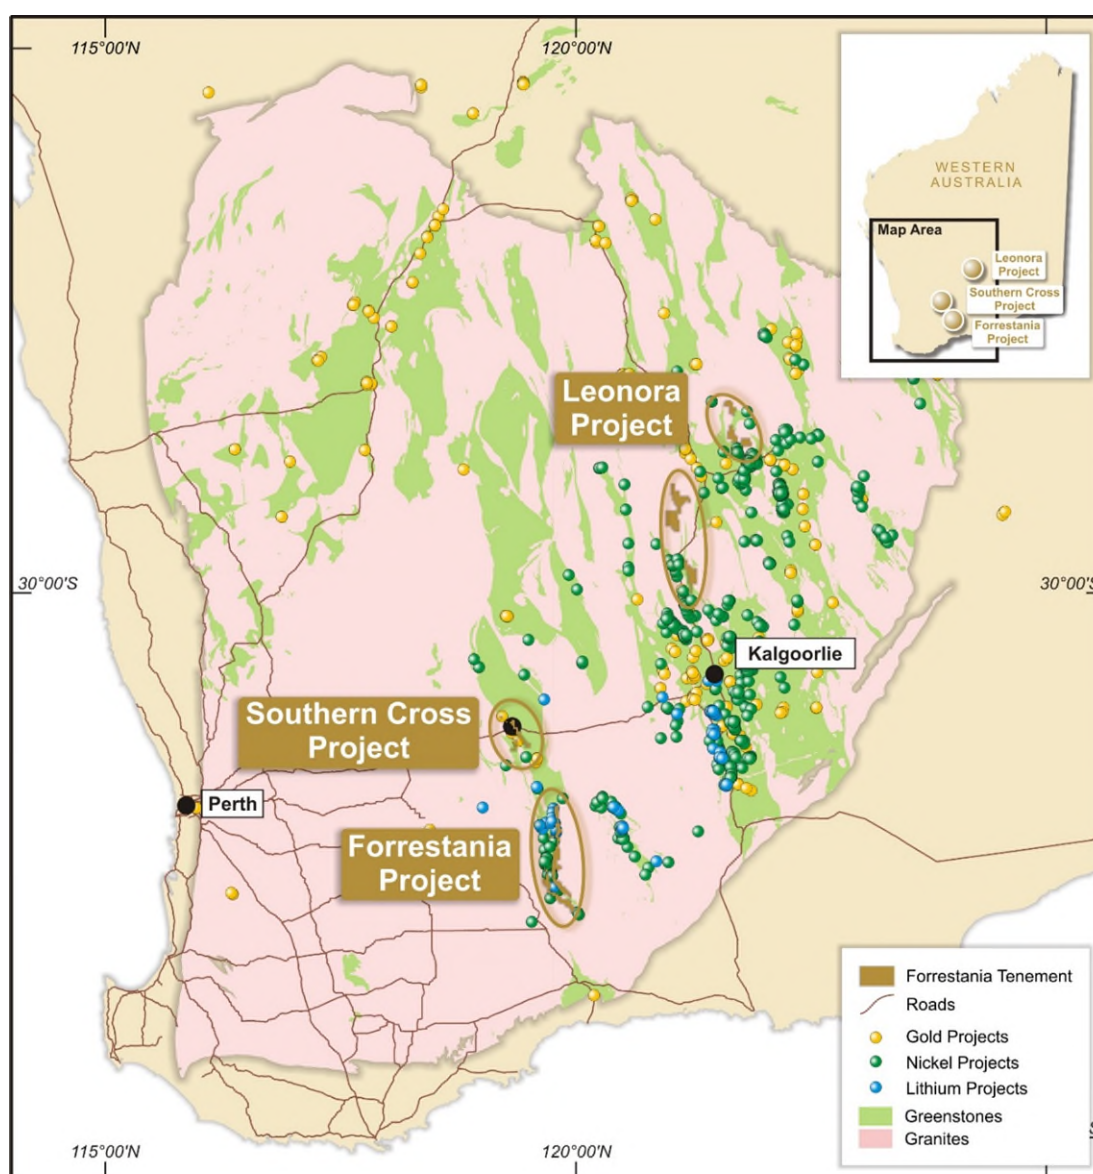 115°00'N
120°00'N
WESTERN
AUSTRALIA
Map Area
Leonora
Project
Southern Cross
Project
Forrestania
Project
Leonora
Project
30°00'S
30°00'S
Kalgoorlie
Southern Cross
Project
Perth
Forrestania
Project
Forrestania Tenement
Roads
Gold Projects
Nickel Projects
Lithium Projects
Greenstones
Granites
115°00'N
120°00'N